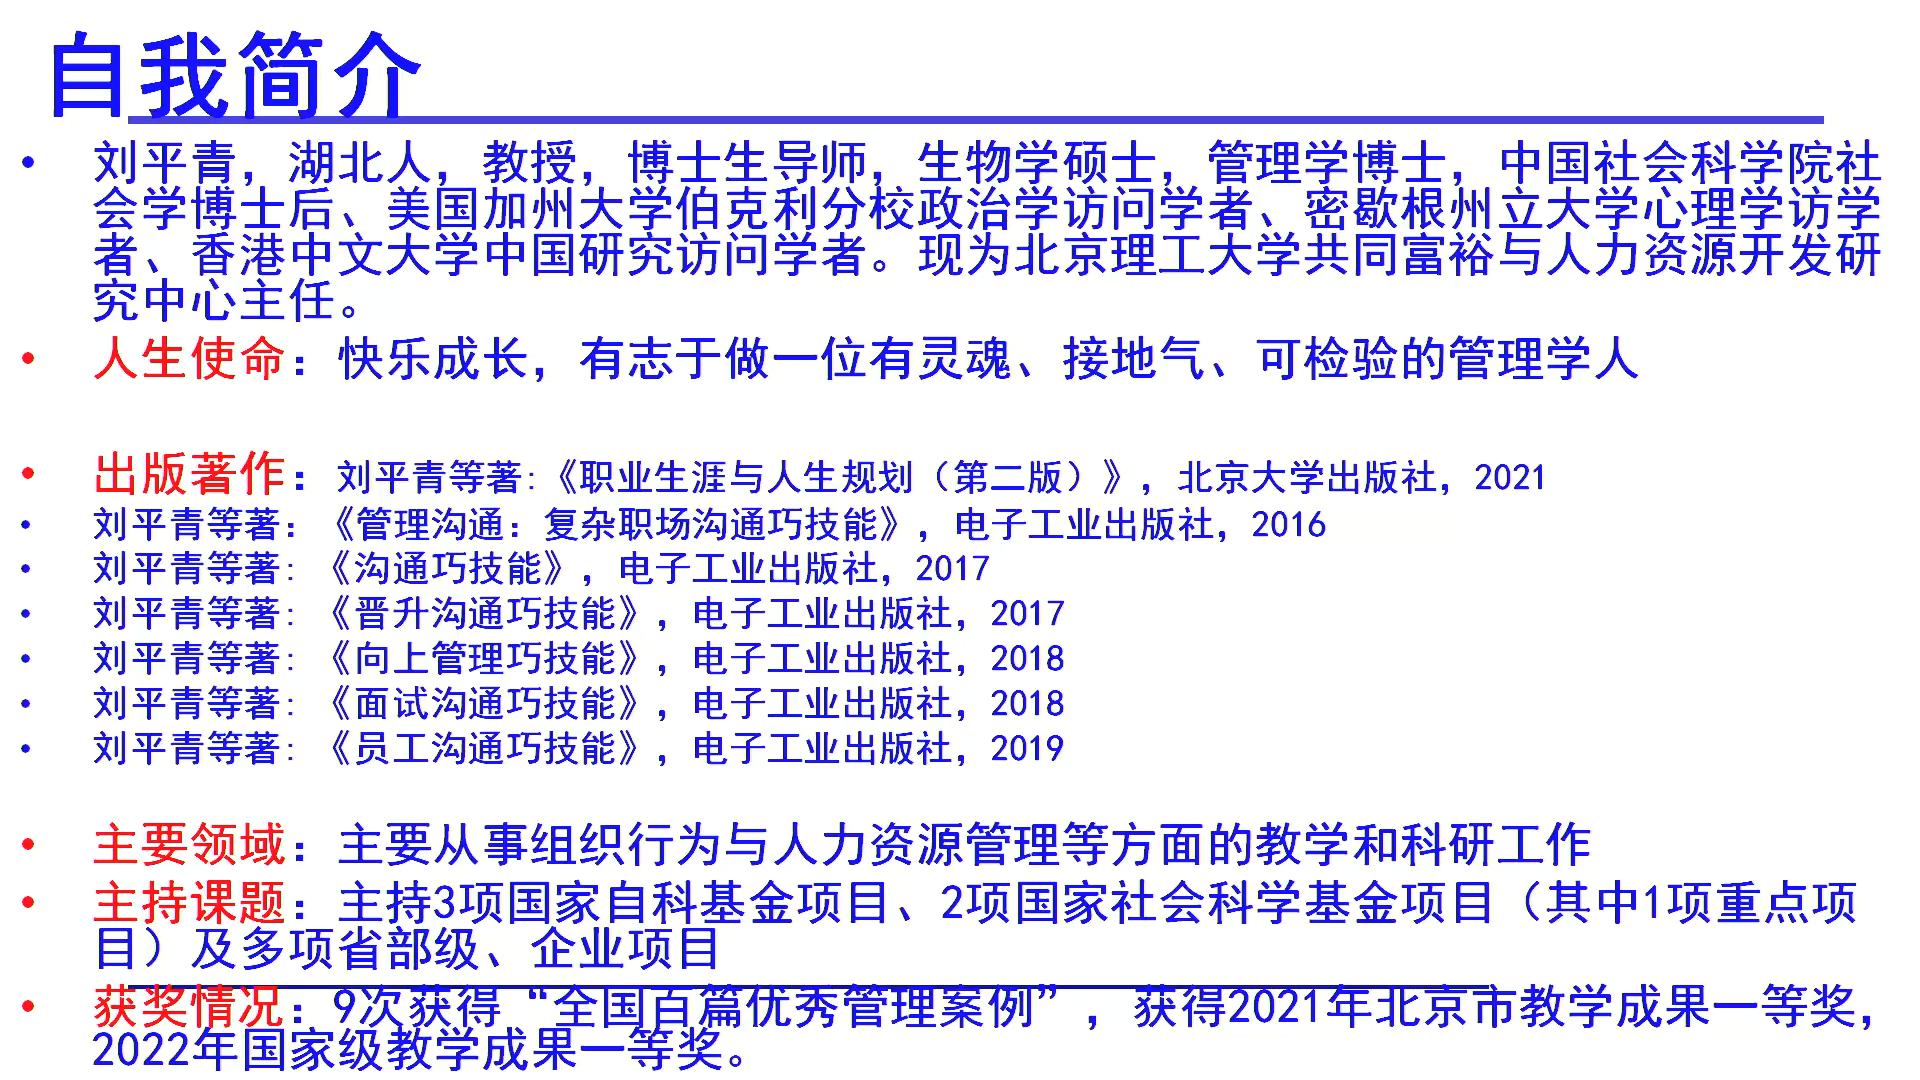 自我简介
• 刘平青，湖北人，教授，博士生导师，生物学硕士，管理学博士，中国社会科学院社
会学博士后、美国加州大学伯克利分校政治学访问学者、密歇根州立大学心理学访学
者、香港中文大学中国研究访问学者。现为北京理工大学共同富裕与人力资源开发研
究中心主任。
• 人生使命：快乐成长，有志于做一位有灵魂、接地气、可检验的管理学人
• 出版著作：刘平青等著:《职业生涯与人生规划（第二版）》，北京大学出版社，2021
• 刘平青等著：《管理沟通：复杂职场沟通巧技能》，电子工业出版社，2016
• 刘平青等著: 《沟通巧技能》，电子工业出版社，2017
• 刘平青等著: 《晋升沟通巧技能》，电子工业出版社，2017
• 刘平青等著: 《向上管理巧技能》，电子工业出版社，2018
• 刘平青等著: 《面试沟通巧技能》，电子工业出版社，2018
• 刘平青等著: 《员工沟通巧技能》，电子工业出版社，2019
• 主要领域：主要从事组织行为与人力资源管理等方面的教学和科研工作
• 主持课题：主持3项国家自科基金项目、2项国家社会科学基金项目（其中1项重点项
目）及多项省部级、企业项目
• 获奖情况：9次获得“全国百篇优秀管理案例”，获得2021年北京市教学成果一等奖，
2022年国家级教学成果一等奖。